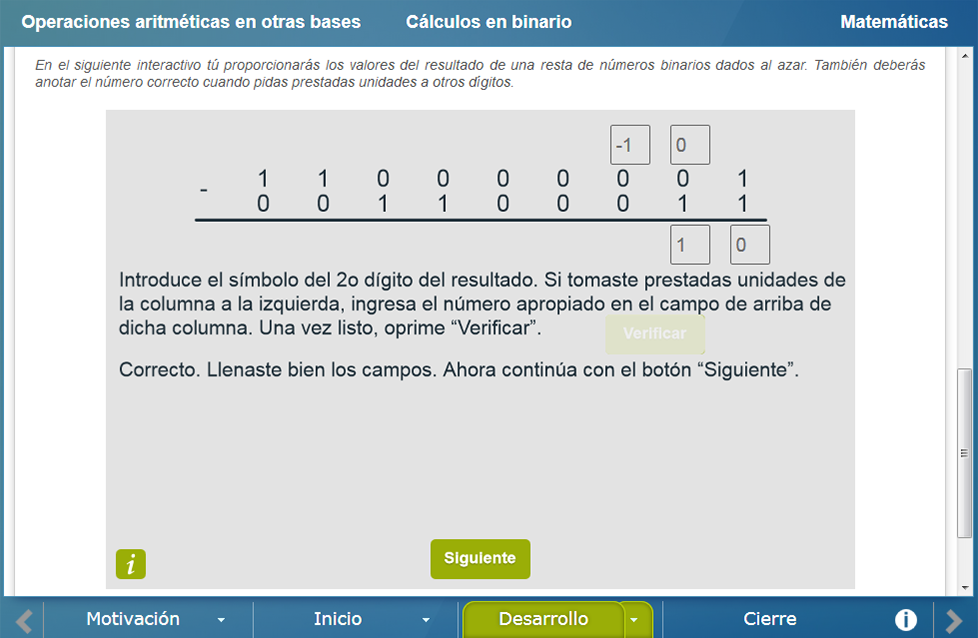 Operaciones aritméticas en otras bases Cálculos en binario Matemáticas
En el siguiente interactivo tú proporcionarás los valores del resultado de una resta de números binarios dados al azar. También deberás
anotar el número correcto cuando pidas prestadas unidades a otros dígitos.
-1 0
1 1 0 0 0 0 0 0 1
-
0 0 1 1 0 0 0 1 1
1 0
Introduce el símbolo del 2o dígito del resultado. Si tomaste prestadas unidades de
la columna a la izquierda, ingresa el número apropiado en el campo de arriba de
dicha columna. Una vez listo, oprime “Verificar”.
Verificar
Correcto. Llenaste bien los campos. Ahora continúa con el botón “Siguiente”.
i
Siguiente
Motivación Inicio Desarrollo Cierre i